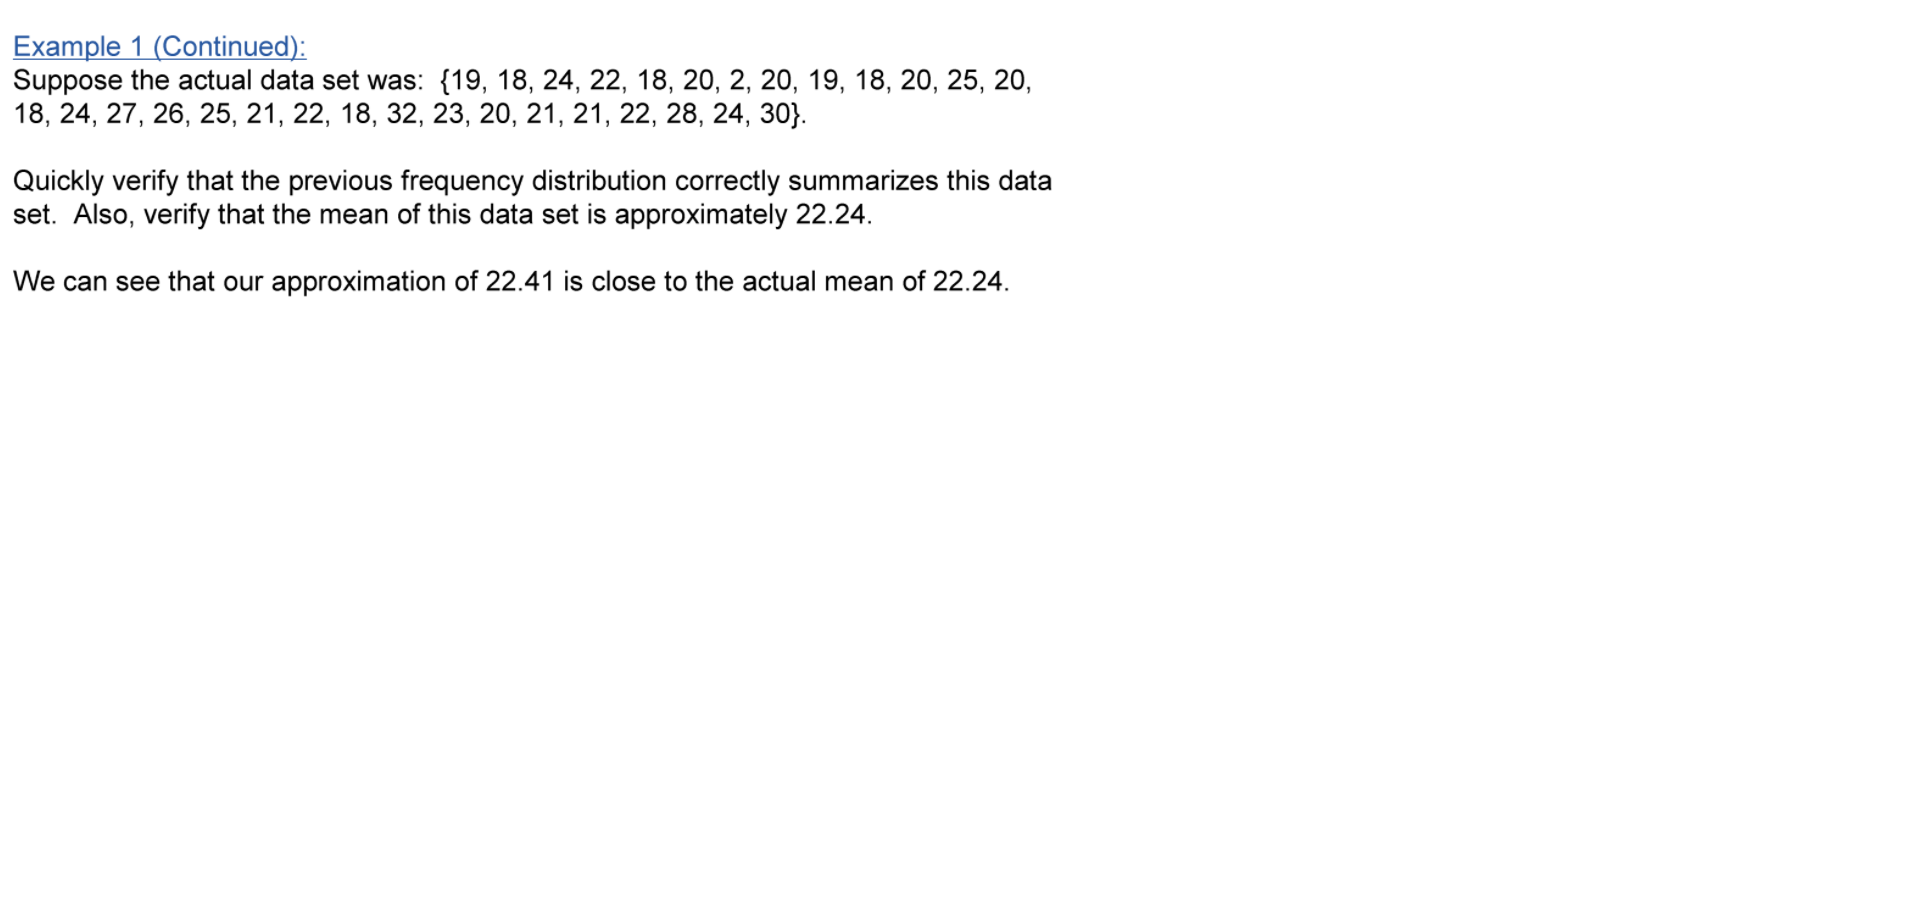 Example 1 (Continued):
Suppose the actual data set was:  {19, 18, 24, 22, 18, 20, 2, 20, 19, 18, 20, 25, 20,
18, 24, 27, 26, 25, 21, 22, 18, 32, 23, 20, 21, 21, 22, 28, 24, 30}.
Quickly verify that the previous frequency distribution correctly summarizes this data
set.  Also, verify that the mean of this data set is approximately 22.24.
We can see that our approximation of 22.41 is close to the actual mean of 22.24.